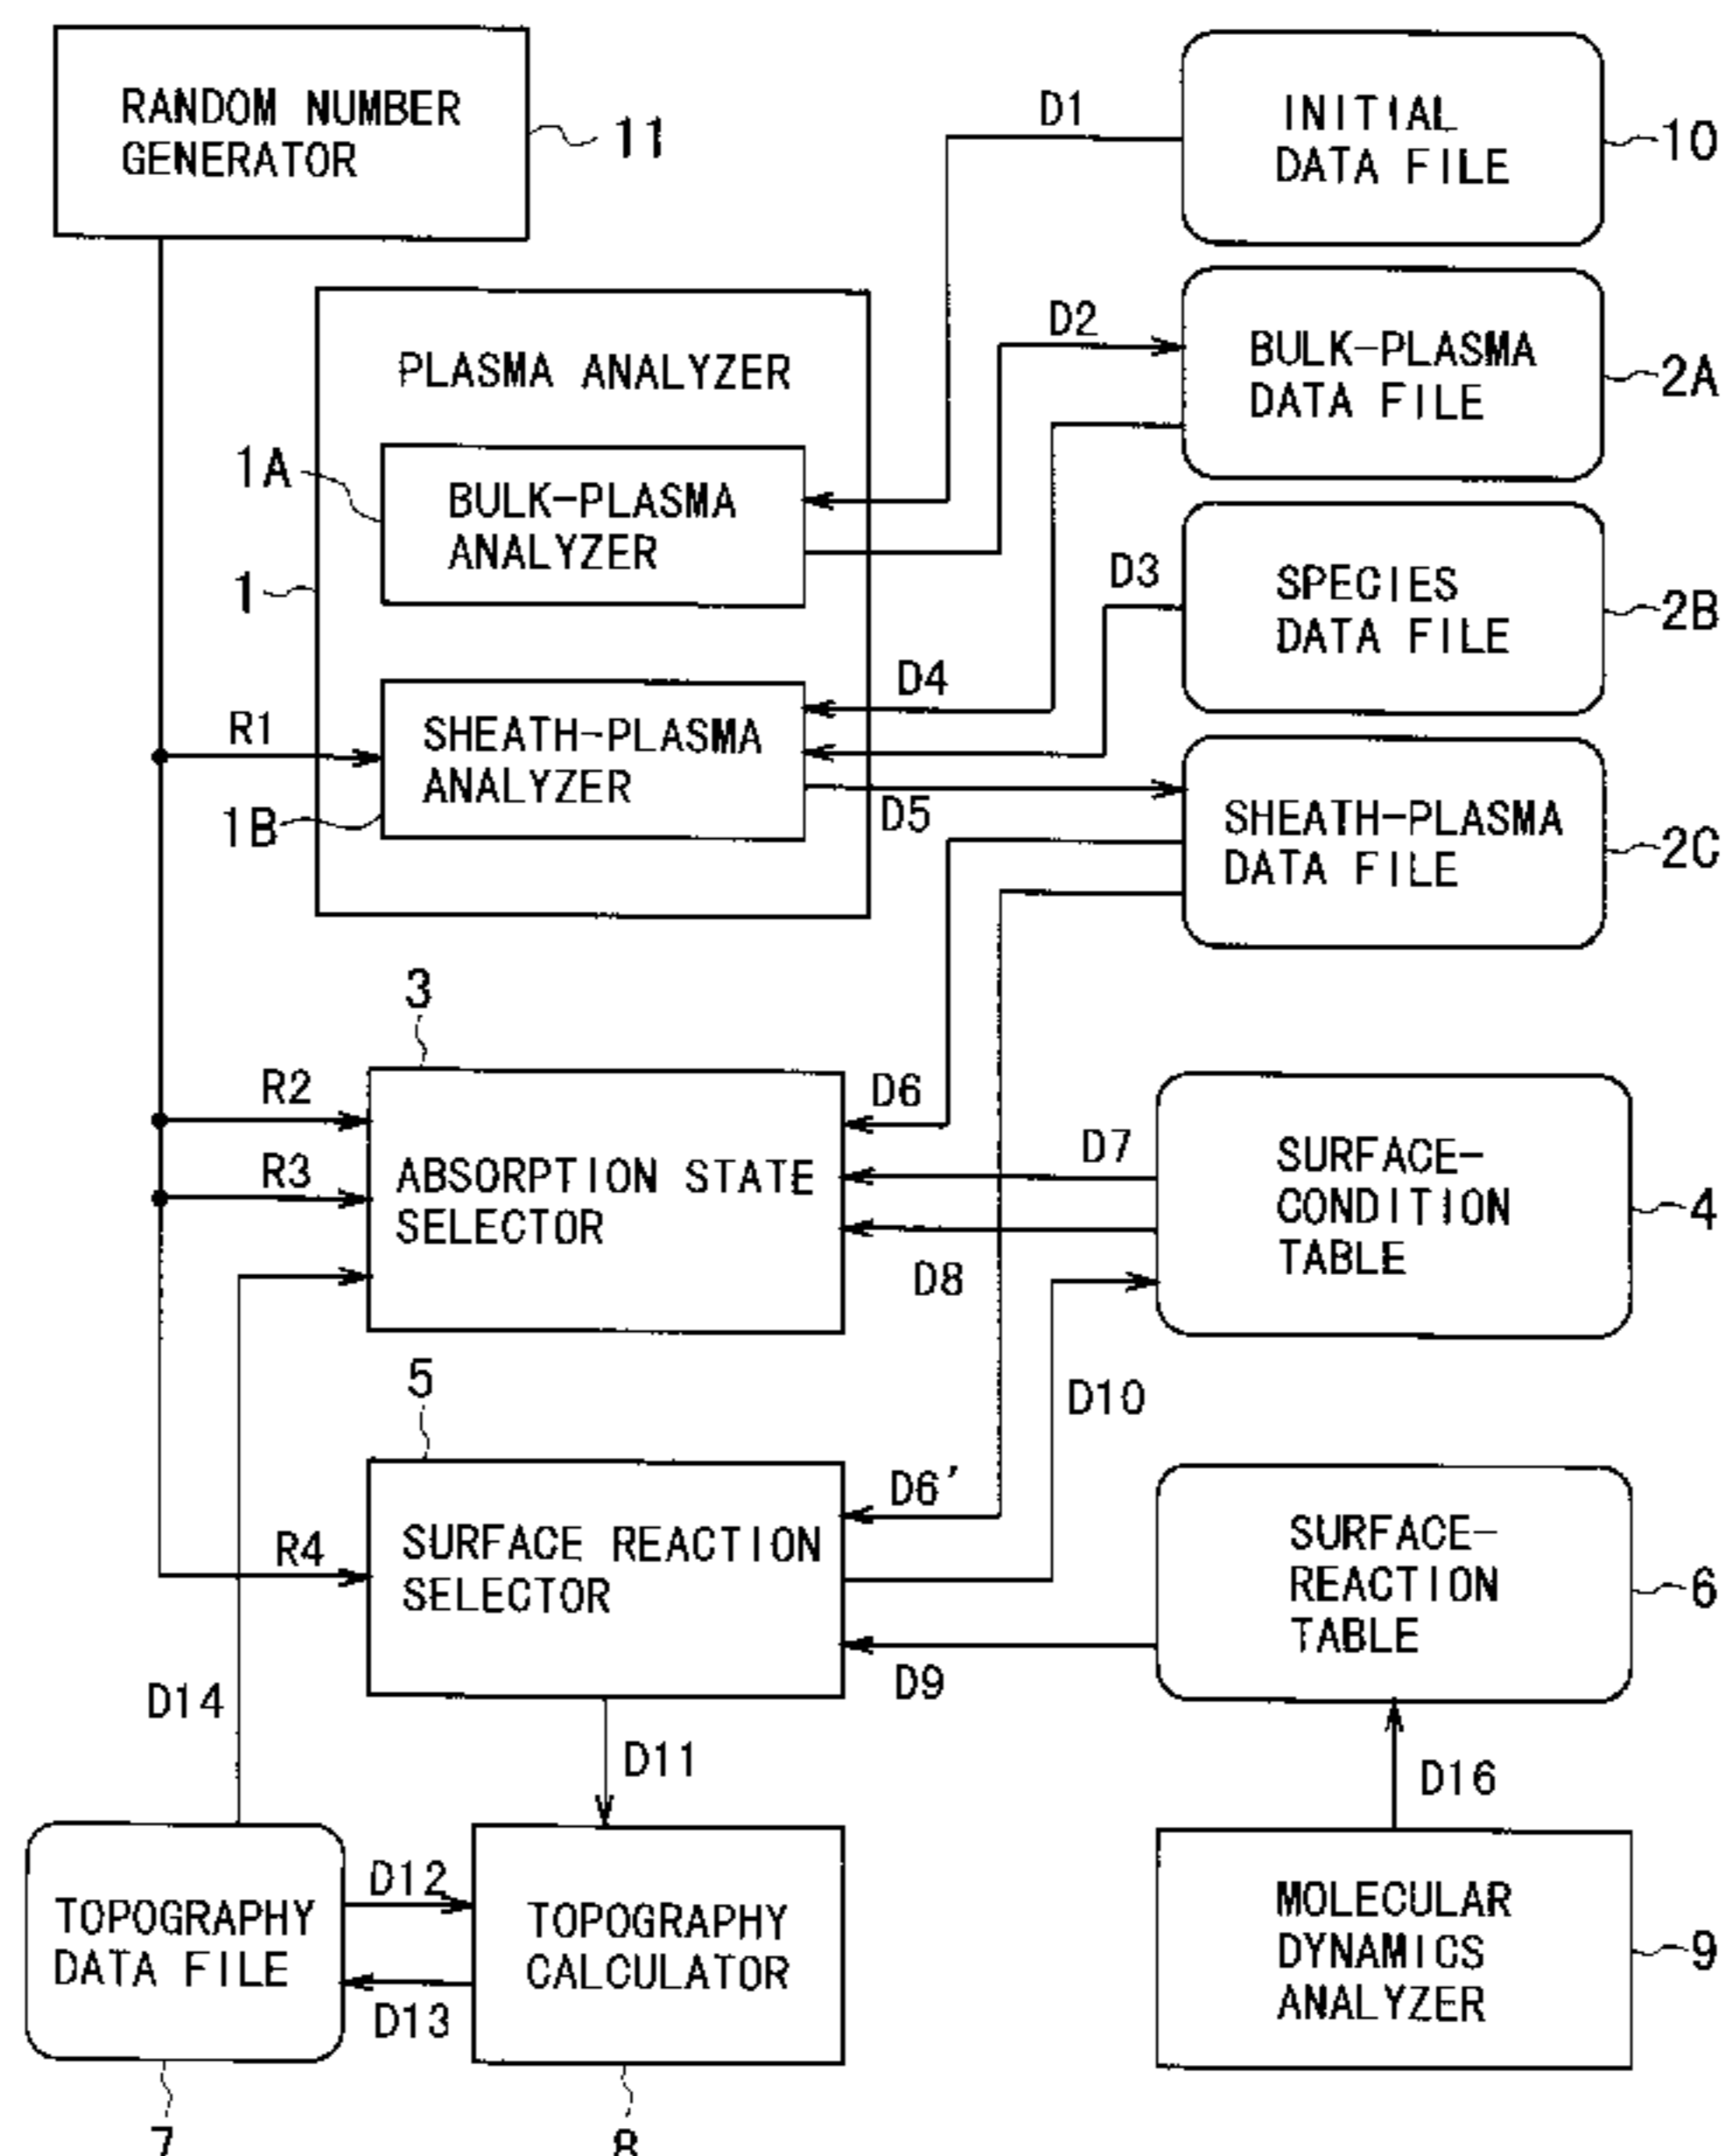 RANDOM NUMBER
GENERATOR
11
D1
INITIAL
DATA FILE
10
PLASMA ANALYZER
D2
BULK-PLASMA
DATA FILE
2A
1A
BULK-PLASMA
ANALYZER
1
D3
SPECIES
DATA FILE
2B
D4
R1
SHEATH-PLASMA
ANALYZER
1B
D5
SHEATH-PLASMA
DATA FILE
2C
3
R2
R3
ABSORPTION STATE
SELECTOR
D6
D7
D8
SURFACE-
CONDITION
TABLE
4
5
D10
D6'
R4
SURFACE REACTION
SELECTOR
D9
SURFACE-
REACTION
TABLE
6
D14
D11
D16
TOPOGRAPHY
DATA FILE
D12
D13
TOPOGRAPHY
CALCULATOR
MOLECULAR
DYNAMICS
ANALYZER
9
7
8